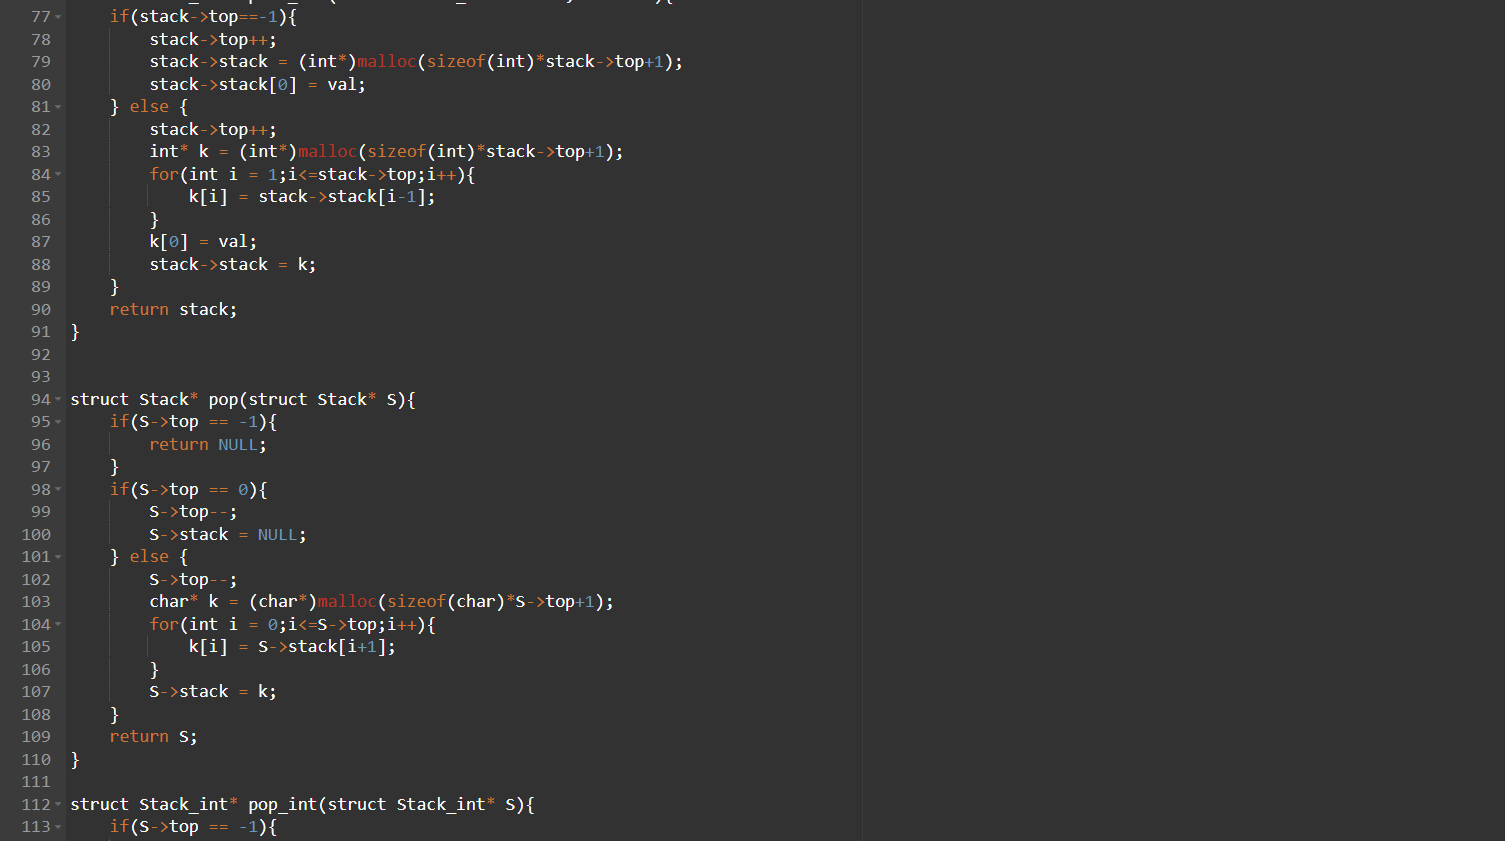 77 if(stack->top==-1){
78 stack->top++;
79 stack->stack = (int*)malloc(sizeof(int)*stack->top+1);
80 stack->stack[0] = val;
81 } else {
82 stack->top++;
83 int* k = (int*)malloc(sizeof(int)*stack->top+1);
84 for(int i = 1;i<=stack->top;i++){
85 k[i] = stack->stack[i-1];
86 }
87 k[0] = val;
88 stack->stack = k;
89 }
90 return stack;
91 }
92
93
94 struct Stack* pop(struct Stack* S){
95 if(S->top == -1){
96 return NULL;
97 }
98 if(S->top == 0){
99 S->top--;
100 S->stack = NULL;
101 } else {
102 S->top--;
103 char* k = (char*)malloc(sizeof(char)*S->top+1);
104 for(int i = 0;i<=S->top;i++){
105 k[i] = S->stack[i+1];
106 }
107 S->stack = k;
108 }
109 return S;
110 }
111
112 struct Stack_int* pop_int(struct Stack_int* S){
113 if(S->top == -1){